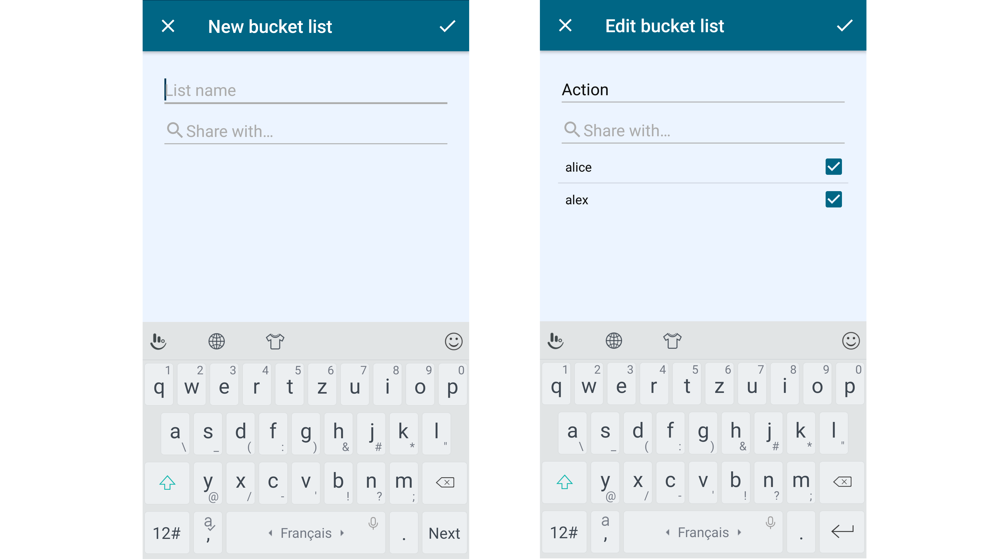 New bucket list
List name
Share with...
1 2 3 4 5 6 7 8 9 0
q w e r t z u i o p
a s d f g h j k l
\ _ ( : ) & # * "
y x c v b n m
@ / - ' ! ? ;
12# a , Français . Next
Edit bucket list
Action
Share with...
alice
alex
1 2 3 4 5 6 7 8 9 0
q w e r t z u i o p
a s d f g h j k l
\ _ ( : ) & # * "
y x c v b n m
@ / - ' ! ? ;
12# a , Français .